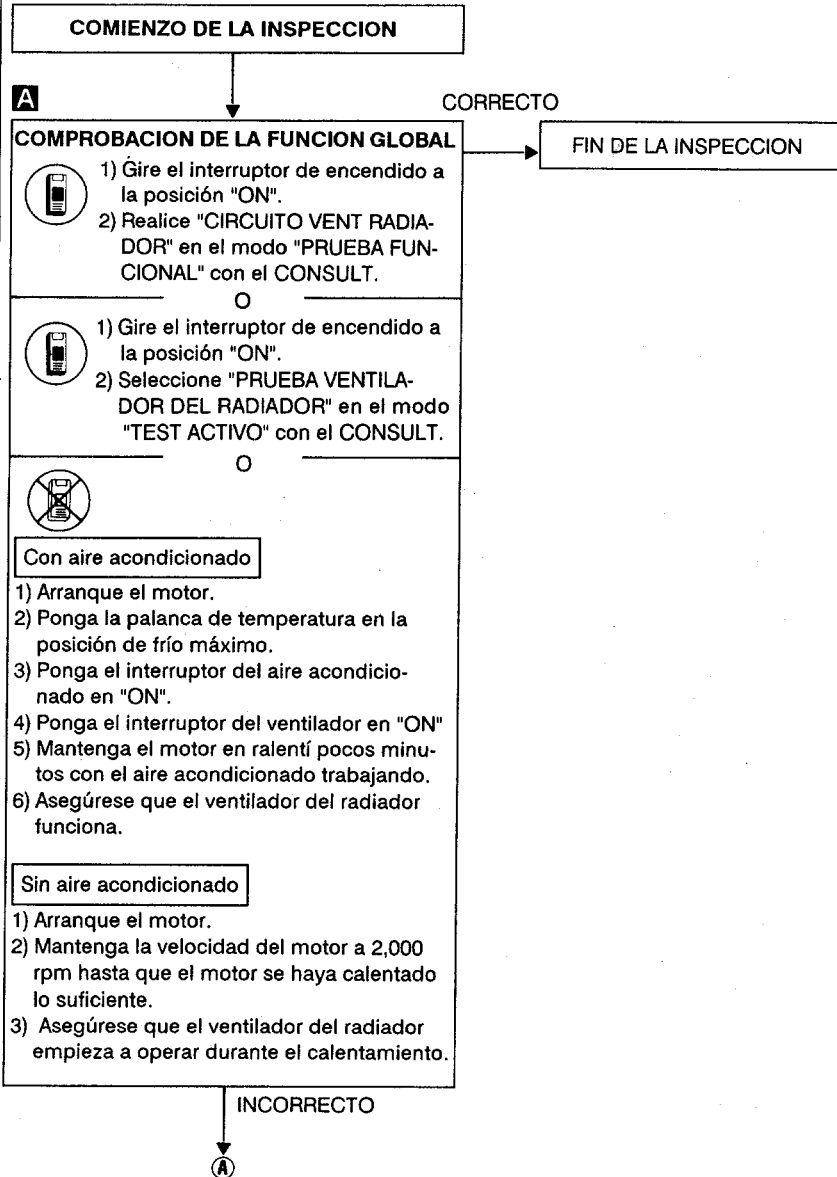 COMIENZO DE LA INSPECCION
A
CORRECTO
COMPROBACION DE LA FUNCION GLOBAL
FIN DE LA INSPECCION
1) Gire el interruptor de encendido a
la posición "ON".
2) Realice "CIRCUITO VENT RADIA-
DOR" en el modo "PRUEBA FUN-
CIONAL" con el CONSULT.
O
1) Gire el interruptor de encendido a
la posición "ON".
2) Seleccione "PRUEBA VENTILA-
DOR DEL RADIADOR" en el modo
"TEST ACTIVO" con el CONSULT.
O
Con aire acondicionado
1) Arranque el motor.
2) Ponga la palanca de temperatura en la
posición de frío máximo.
3) Ponga el interruptor del aire acondicio-
nado en "ON".
4) Ponga el interruptor del ventilador en "ON"
5) Mantenga el motor en ralentí pocos minu-
tos con el aire acondicionado trabajando.
6) Asegúrese que el ventilador del radiador
funciona.
Sin aire acondicionado
1) Arranque el motor.
2) Mantenga la velocidad del motor a 2,000
rpm hasta que el motor se haya calentado
lo suficiente.
3) Asegúrese que el ventilador del radiador
empieza a operar durante el calentamiento.
INCORRECTO
A